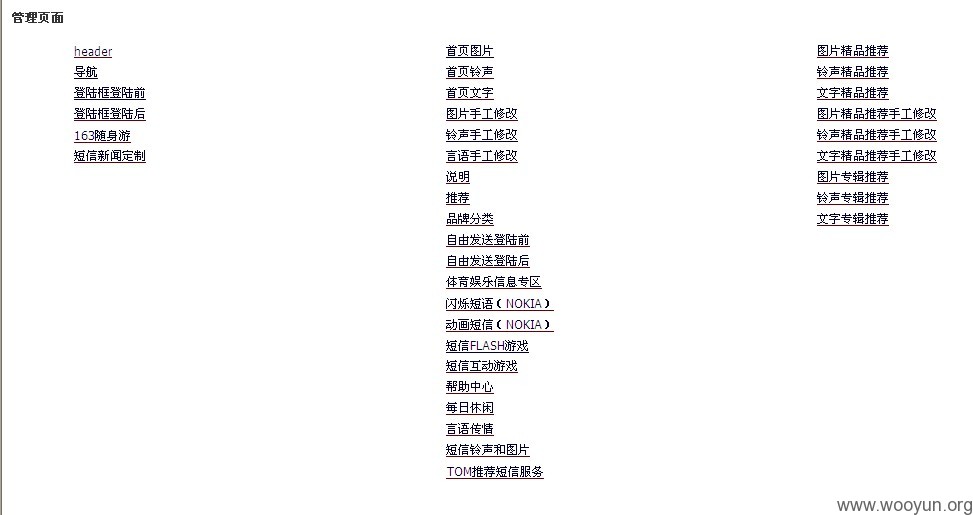 管理页面
header
导航
登陆框登陆前
登陆框登陆后
163随身游
短信新闻定制
首页图片
首页铃声
首页文字
图片手工修改
铃声手工修改
言语手工修改
说明
推荐
品牌分类
自由发送登陆前
自由发送登陆后
体育娱乐信息专区
闪烁短语（NOKIA）
动画短信（NOKIA）
短信FLASH游戏
短信互动游戏
帮助中心
每日休闲
言语传情
短信铃声和图片
TOM推荐短信服务
图片精品推荐
铃声精品推荐
文字精品推荐
图片精品推荐手工修改
铃声精品推荐手工修改
文字精品推荐手工修改
图片专辑推荐
铃声专辑推荐
文字专辑推荐
www.wooyun.org